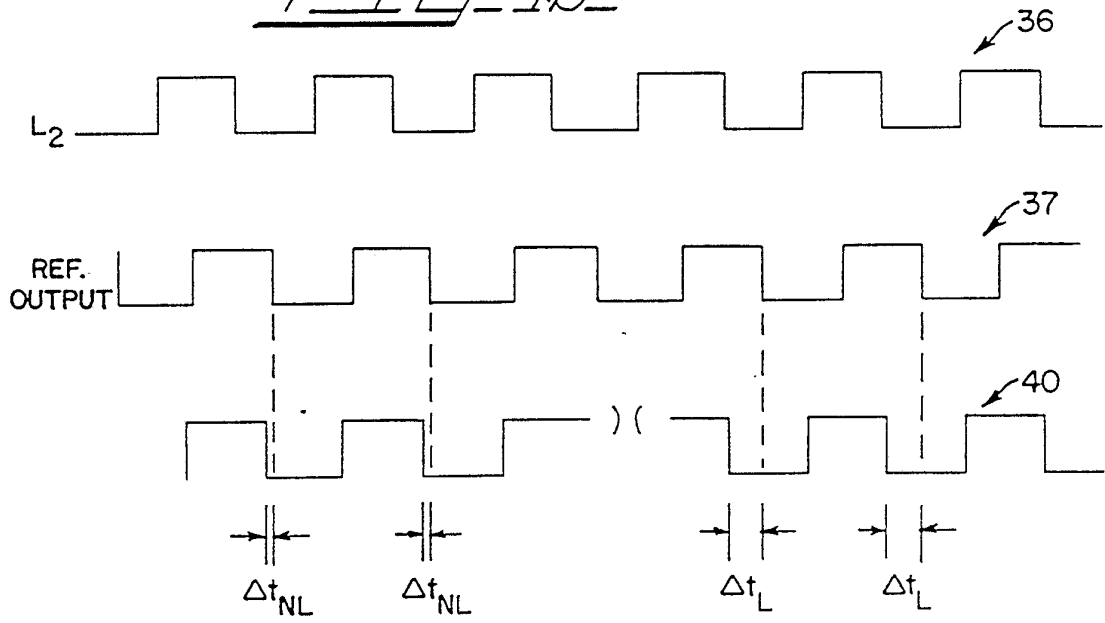 36
L2
37
REF.
OUTPUT
40
) (
ΔtNL ΔtNL ΔtL ΔtL